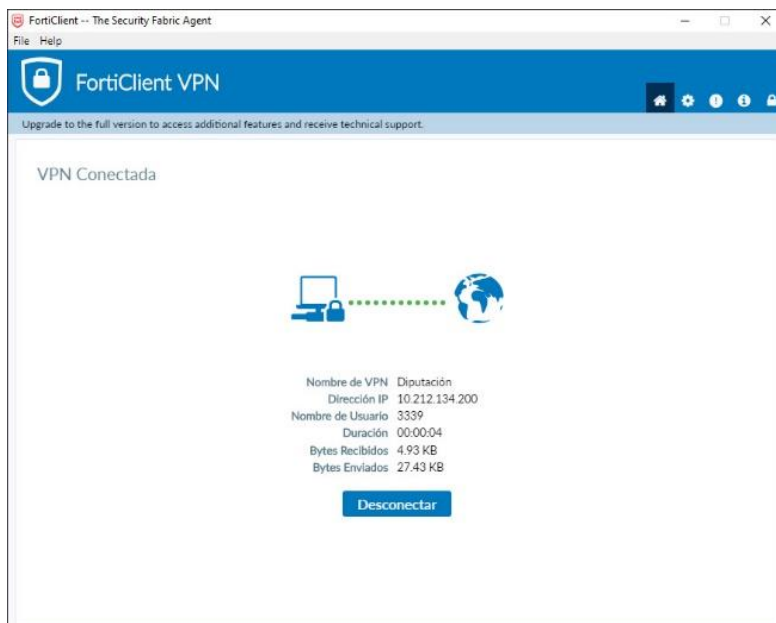 FortiClient -- The Security Fabric Agent
File Help
FortiClient VPN
Upgrade to the full version to access additional features and receive technical support.
VPN Conectada
Nombre de VPN Diputación
Dirección IP 10.212.134.200
Nombre de Usuario 3339
Duración 00:00:04
Bytes Recibidos 4.93 KB
Bytes Enviados 27.43 KB
Desconectar